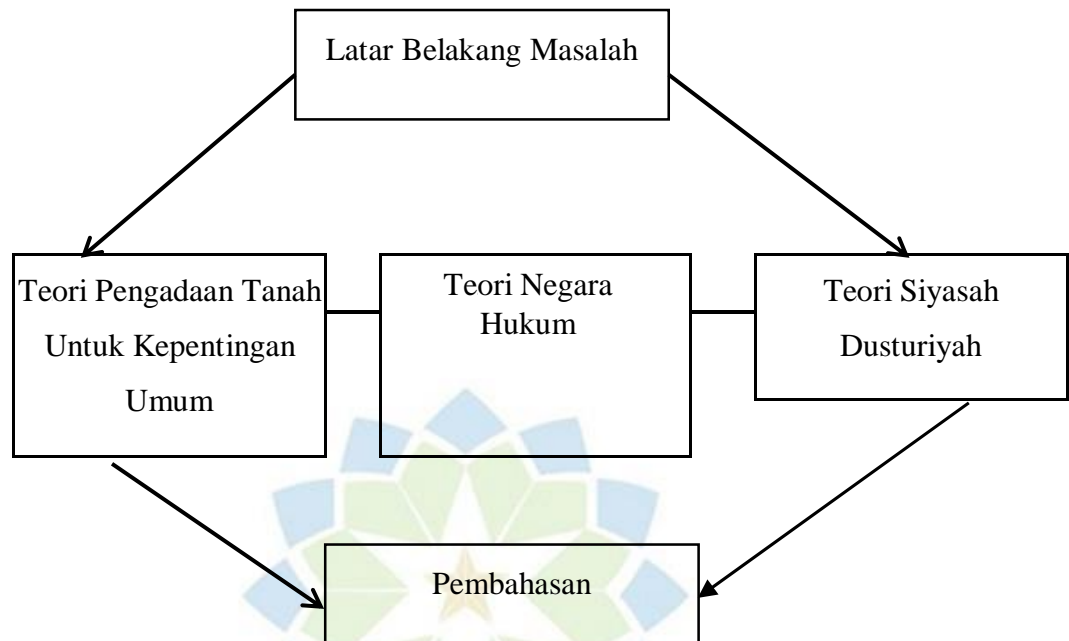 Latar Belakang Masalah
Teori Pengadaan Tanah
Untuk Kepentingan
Umum
Teori Negara
Hukum
Teori Siyasah
Dusturiyah
Pembahasan